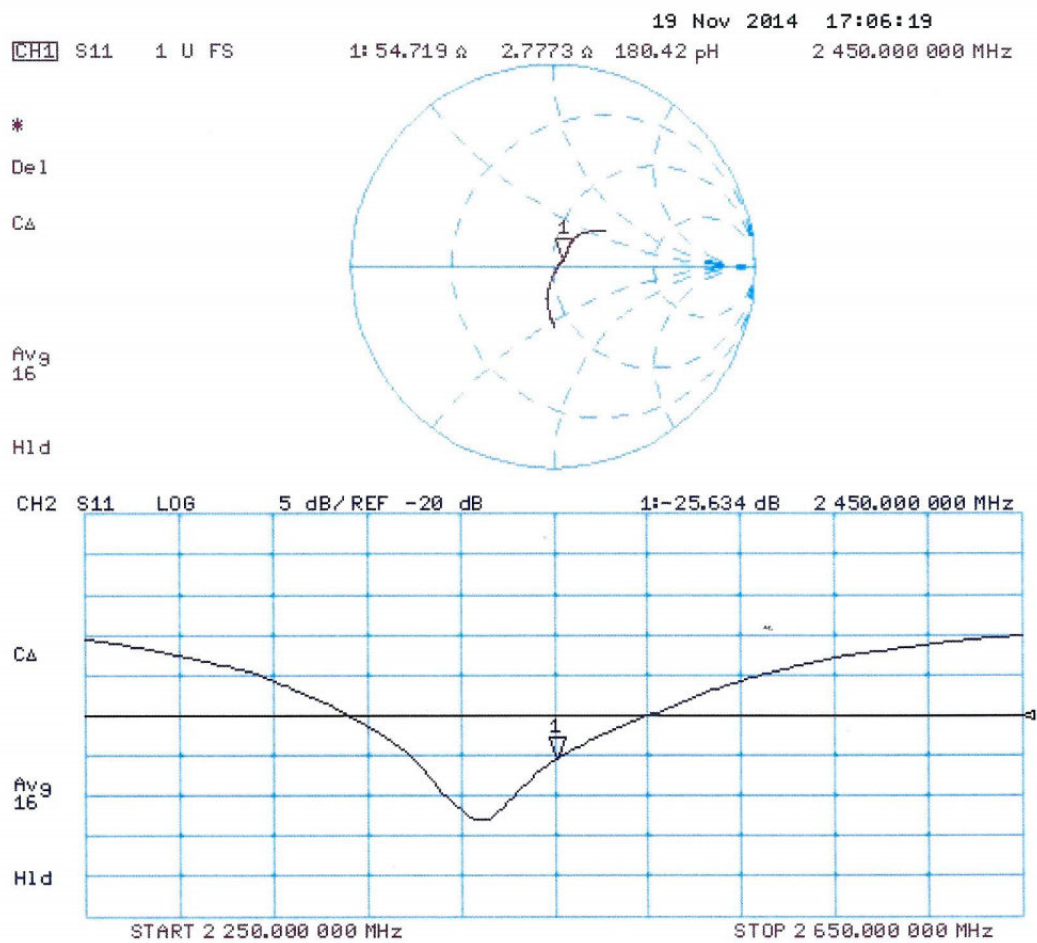 19 Nov 2014 17:06:19
CH1 S11 1 U FS 1: 54.719 Ω 2.7773 Ω 180.42 pH 2 450.000 000 MHz
*
Del
CΔ
1
Avg
16
Hld
CH2 S11 LOG 5 dB/ REF -20 dB 1:-25.634 dB 2 450.000 000 MHz
CΔ
1
Avg
16
Hld
START 2 250.000 000 MHz STOP 2 650.000 000 MHz